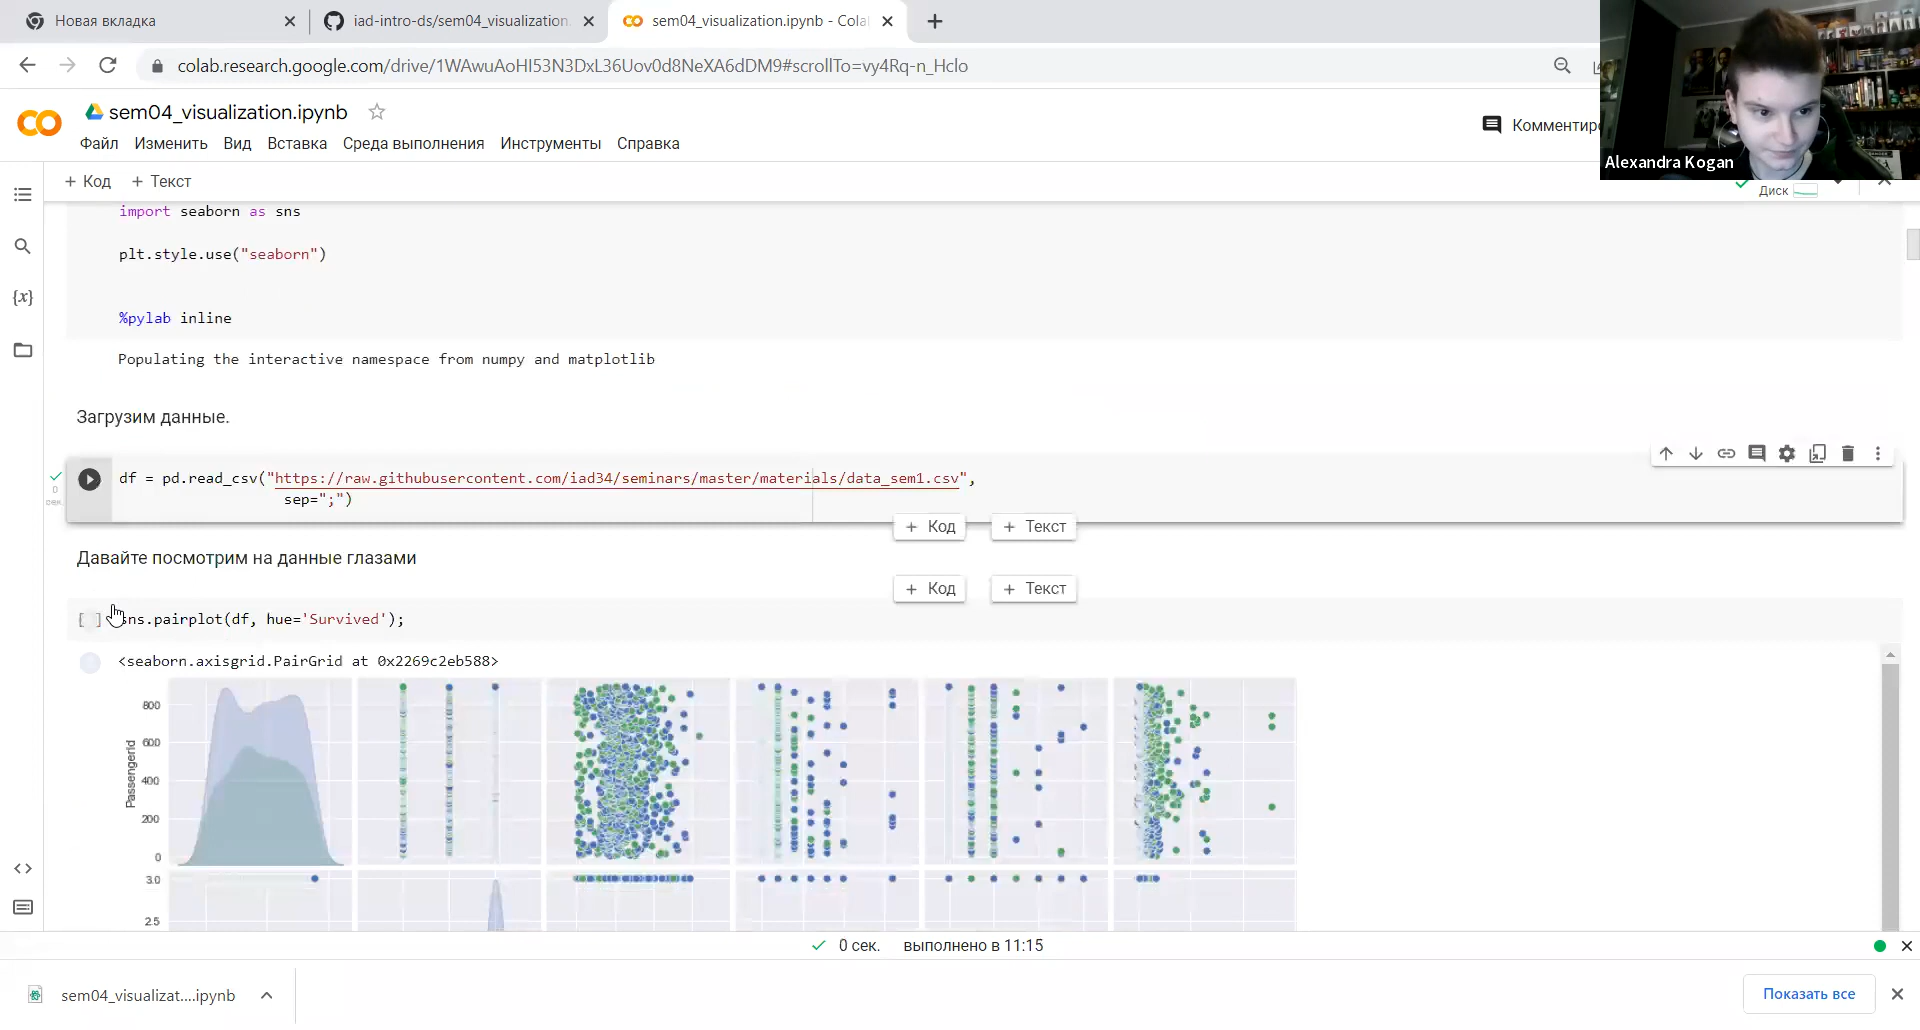 Новая вкладка
iad-intro-ds/sem04_visualization.
sem04_visualization.ipynb - Cola
colab.research.google.com/drive/1WAwuAoHI53N3DxL36Uov0d8NeXA6dDM9#scrollTo=vy4Rq-n_Hclo
sem04_visualization.ipynb
Файл Изменить Вид Вставка Среда выполнения Инструменты Справка
Комментир
Alexandra Kogan
+ Код + Текст
Диск
import seaborn as sns
plt.style.use("seaborn")
{x}
%pylab inline
Populating the interactive namespace from numpy and matplotlib
Загрузим данные.
df = pd.read_csv("https://raw.githubusercontent.com/iad34/seminars/master/materials/data_sem1.csv",
0
сек.
sep=";")
+ Код + Текст
Давайте посмотрим на данные глазами
+ Код + Текст
[ ] sns.pairplot(df, hue='Survived');
<seaborn.axisgrid.PairGrid at 0x2269c2eb588>
PassengerId
800
600
400
200
0
3.0
2.5
0 сек. выполнено в 11:15
sem04_visualizat....ipynb
Показать все